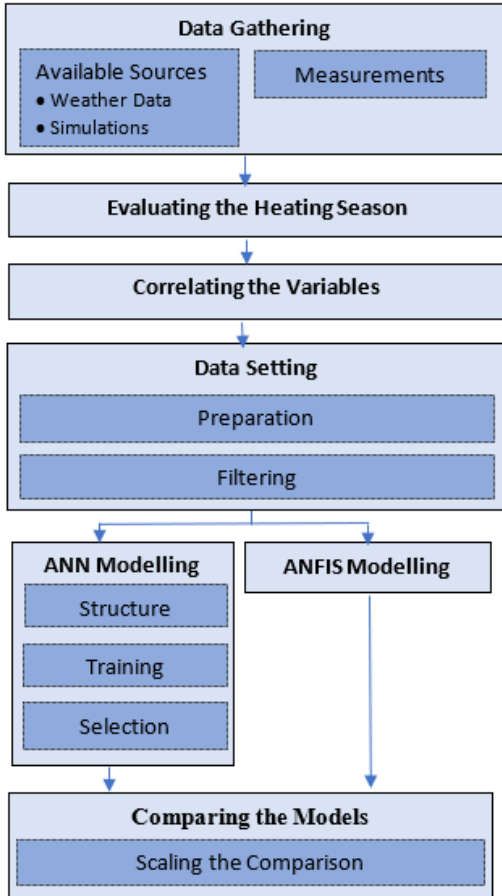 Data Gathering
Available Sources
• Weather Data
• Simulations
Measurements
Evaluating the Heating Season
Correlating the Variables
Data Setting
Preparation
Filtering
ANN Modelling
Structure
Training
Selection
ANFIS Modelling
Comparing the Models
Scaling the Comparison